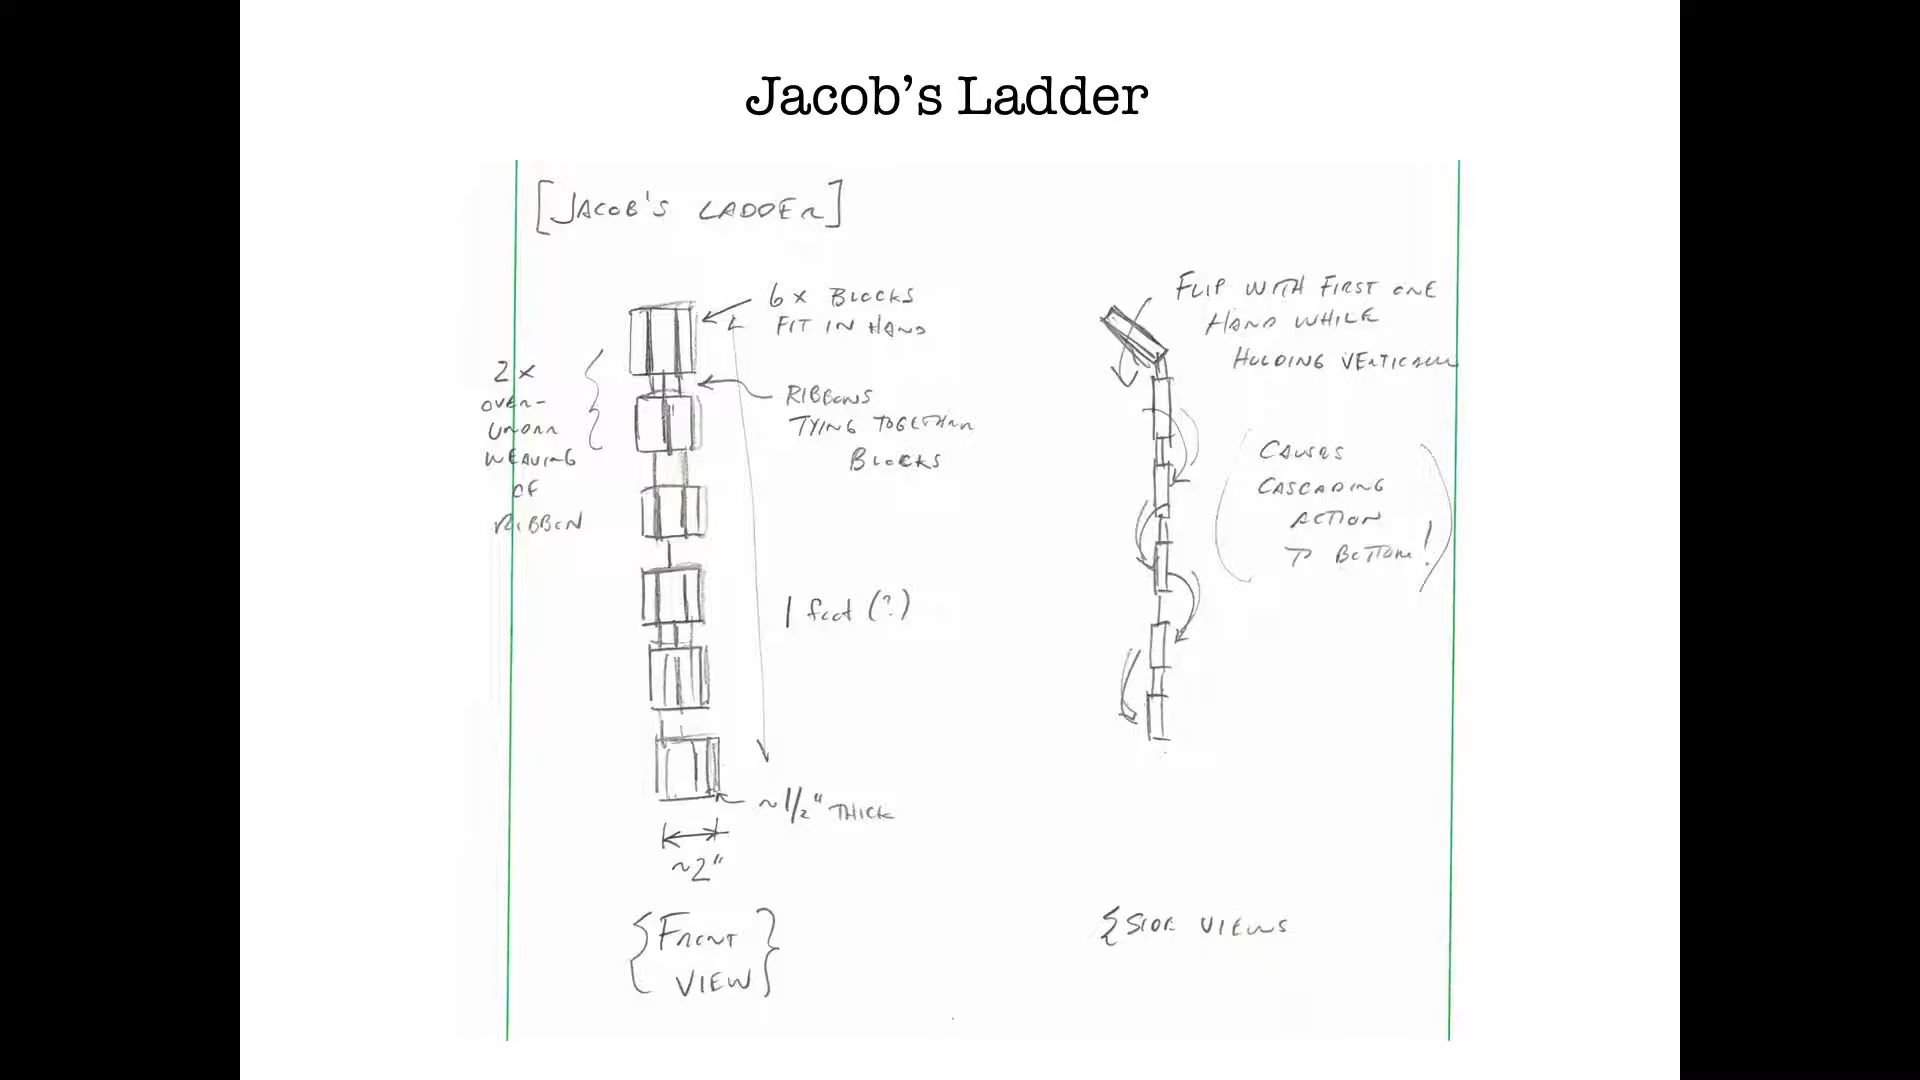 Jacob's Ladder
[JACOB'S LADDER]
6x BLOCKS
FIT IN HAND
2x
OVER-
UNDER
WEAVING
OF
RIBBON
RIBBONS
TYING TOGETHER
BLOCKS
1 foot (?)
~1/2" THICK
~2"
{FRONT
VIEW}
FLIP WITH FIRST ONE
HAND WHILE
HOLDING VERTICALLY
(CAUSES
CASCADING
ACTION
TO BOTTOM!)
{SIDE VIEWS